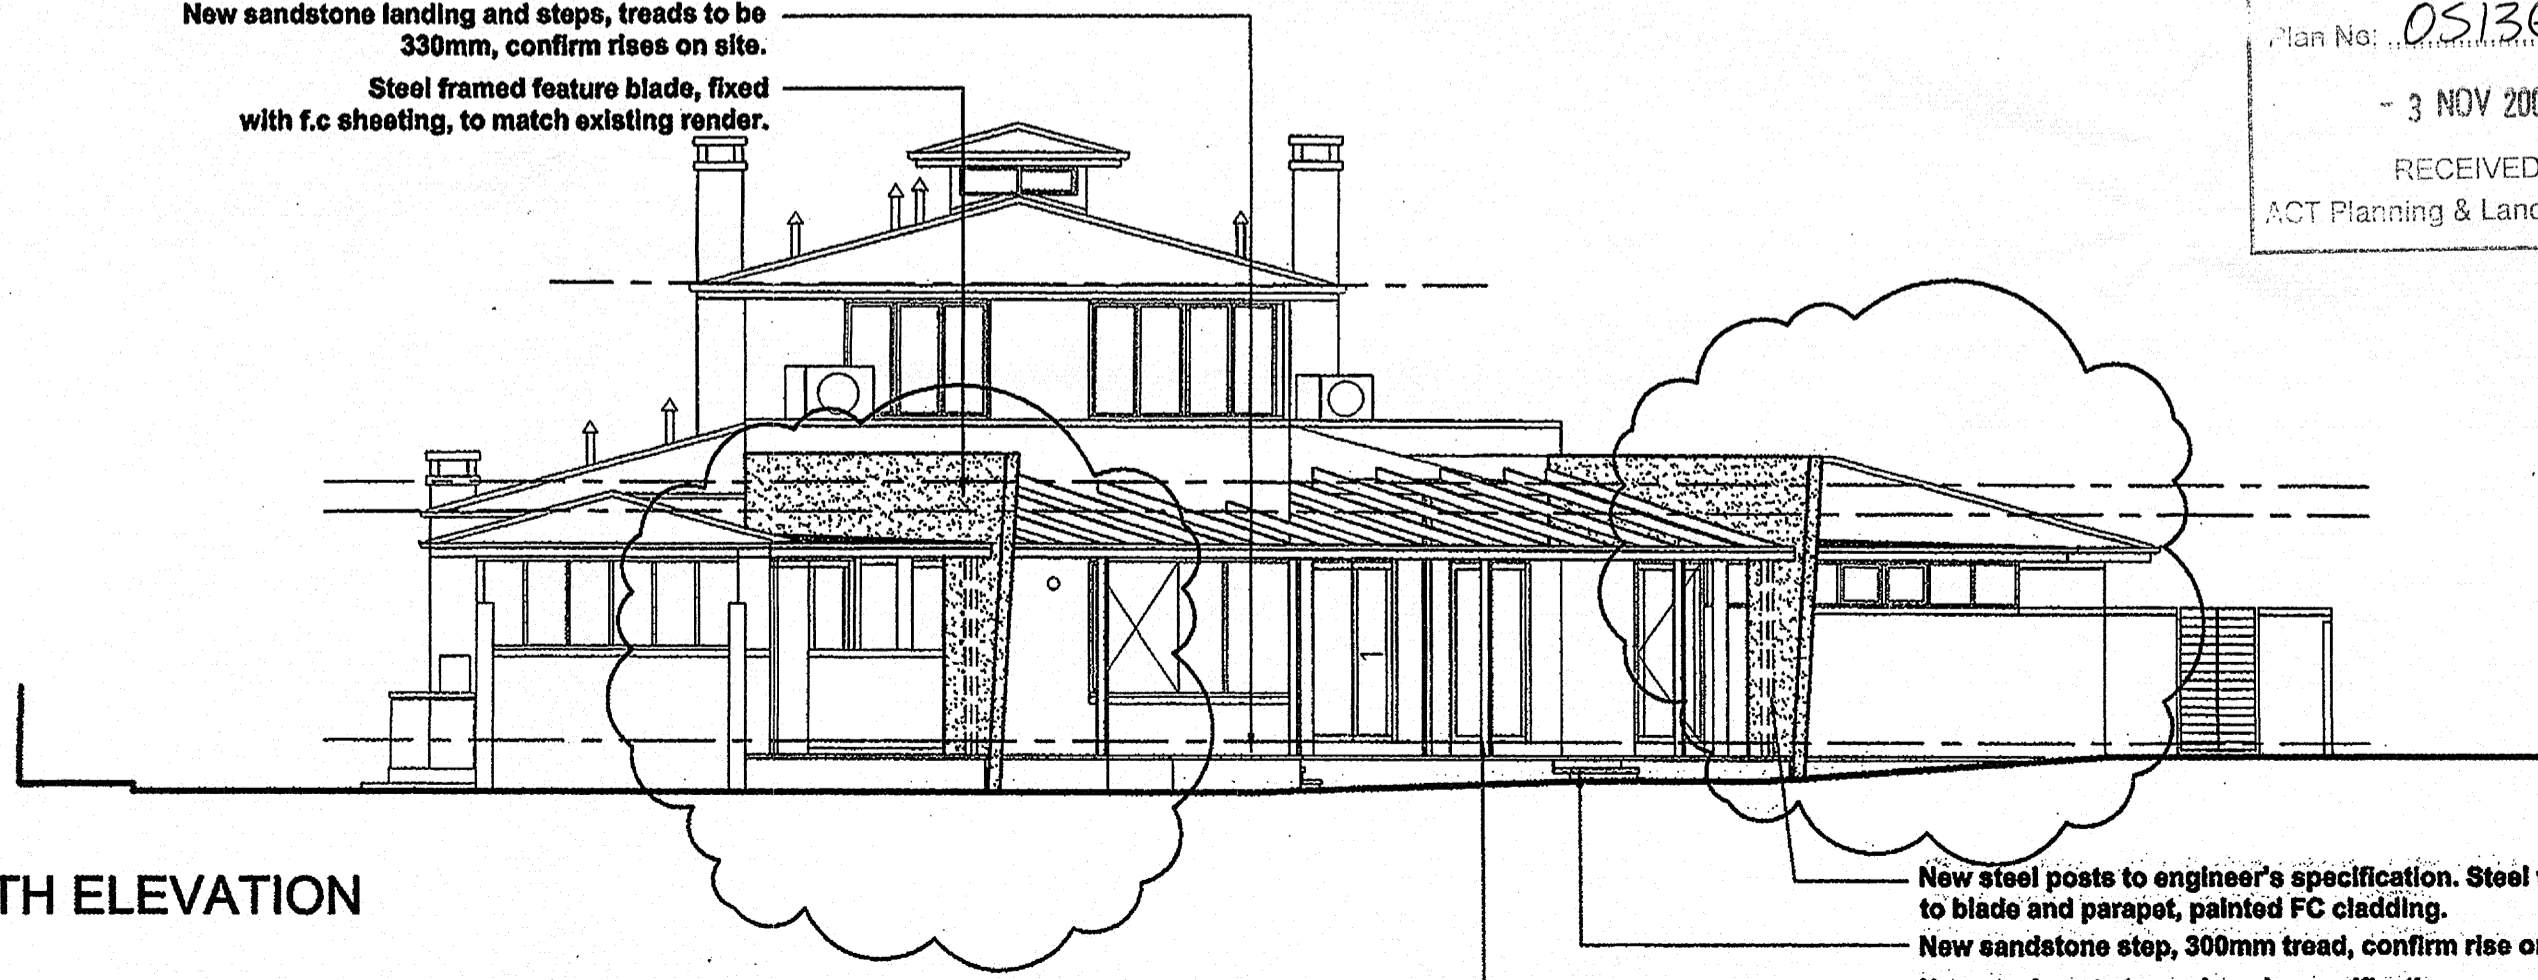 New sandstone landing and steps, treads to be
330mm, confirm rises on site.
Steel framed feature blade, fixed
with f.c sheeting, to match existing render.
Plan No:
- 3 NOV
RECEIVED
ACT Planning &
1
TH ELEVATION
New steel posts to engineer's specification. Steel
to blade and parapet, painted FC cladding.
New sandstone step, 300mm tread, confirm rise